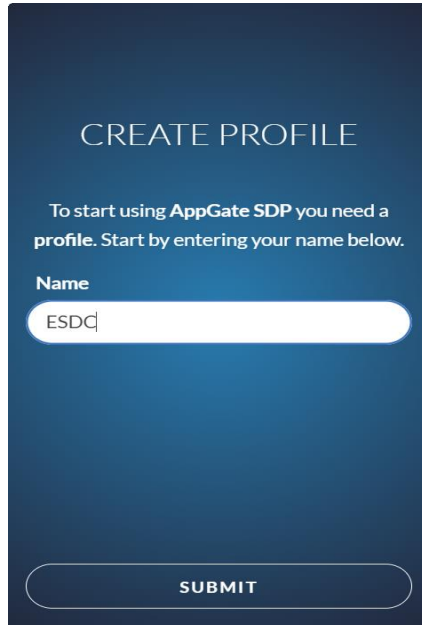 CREATE PROFILE
To start using AppGate SDP you need a
profile. Start by entering your name below.
Name
ESDC
SUBMIT